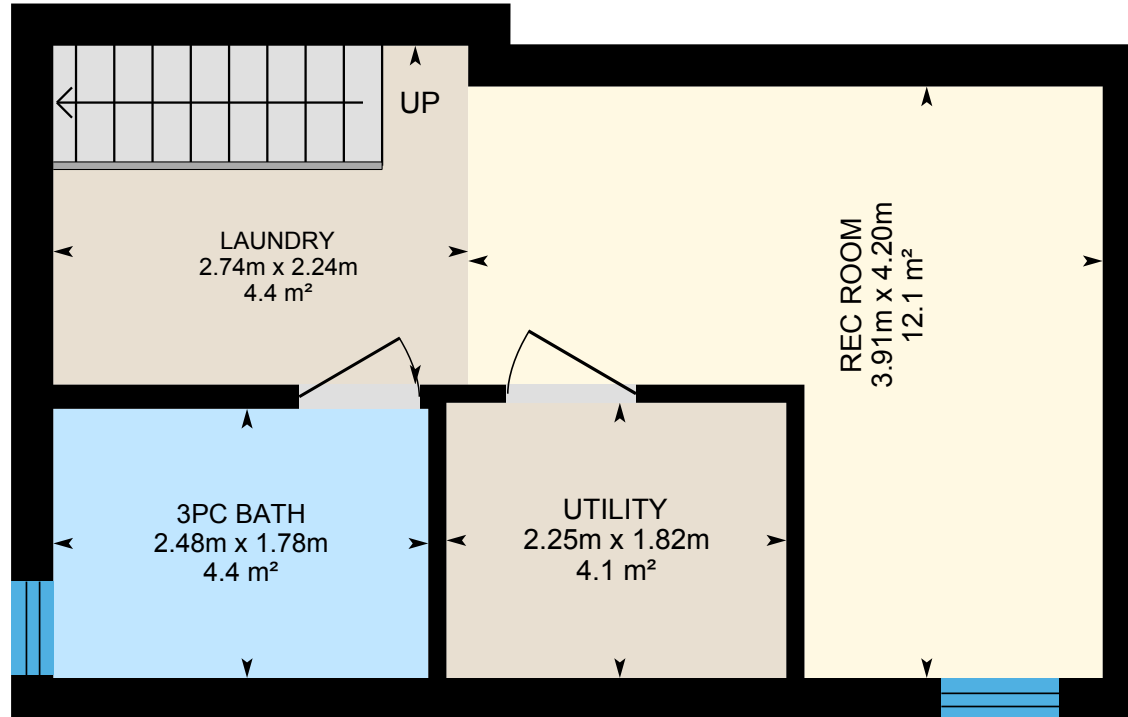 UP
LAUNDRY
2.74m x 2.24m
4.4 m²
REC ROOM
3.91m x 4.20m
12.1 m²
3PC BATH
2.48m x 1.78m
4.4 m²
UTILITY
2.25m x 1.82m
4.1 m²